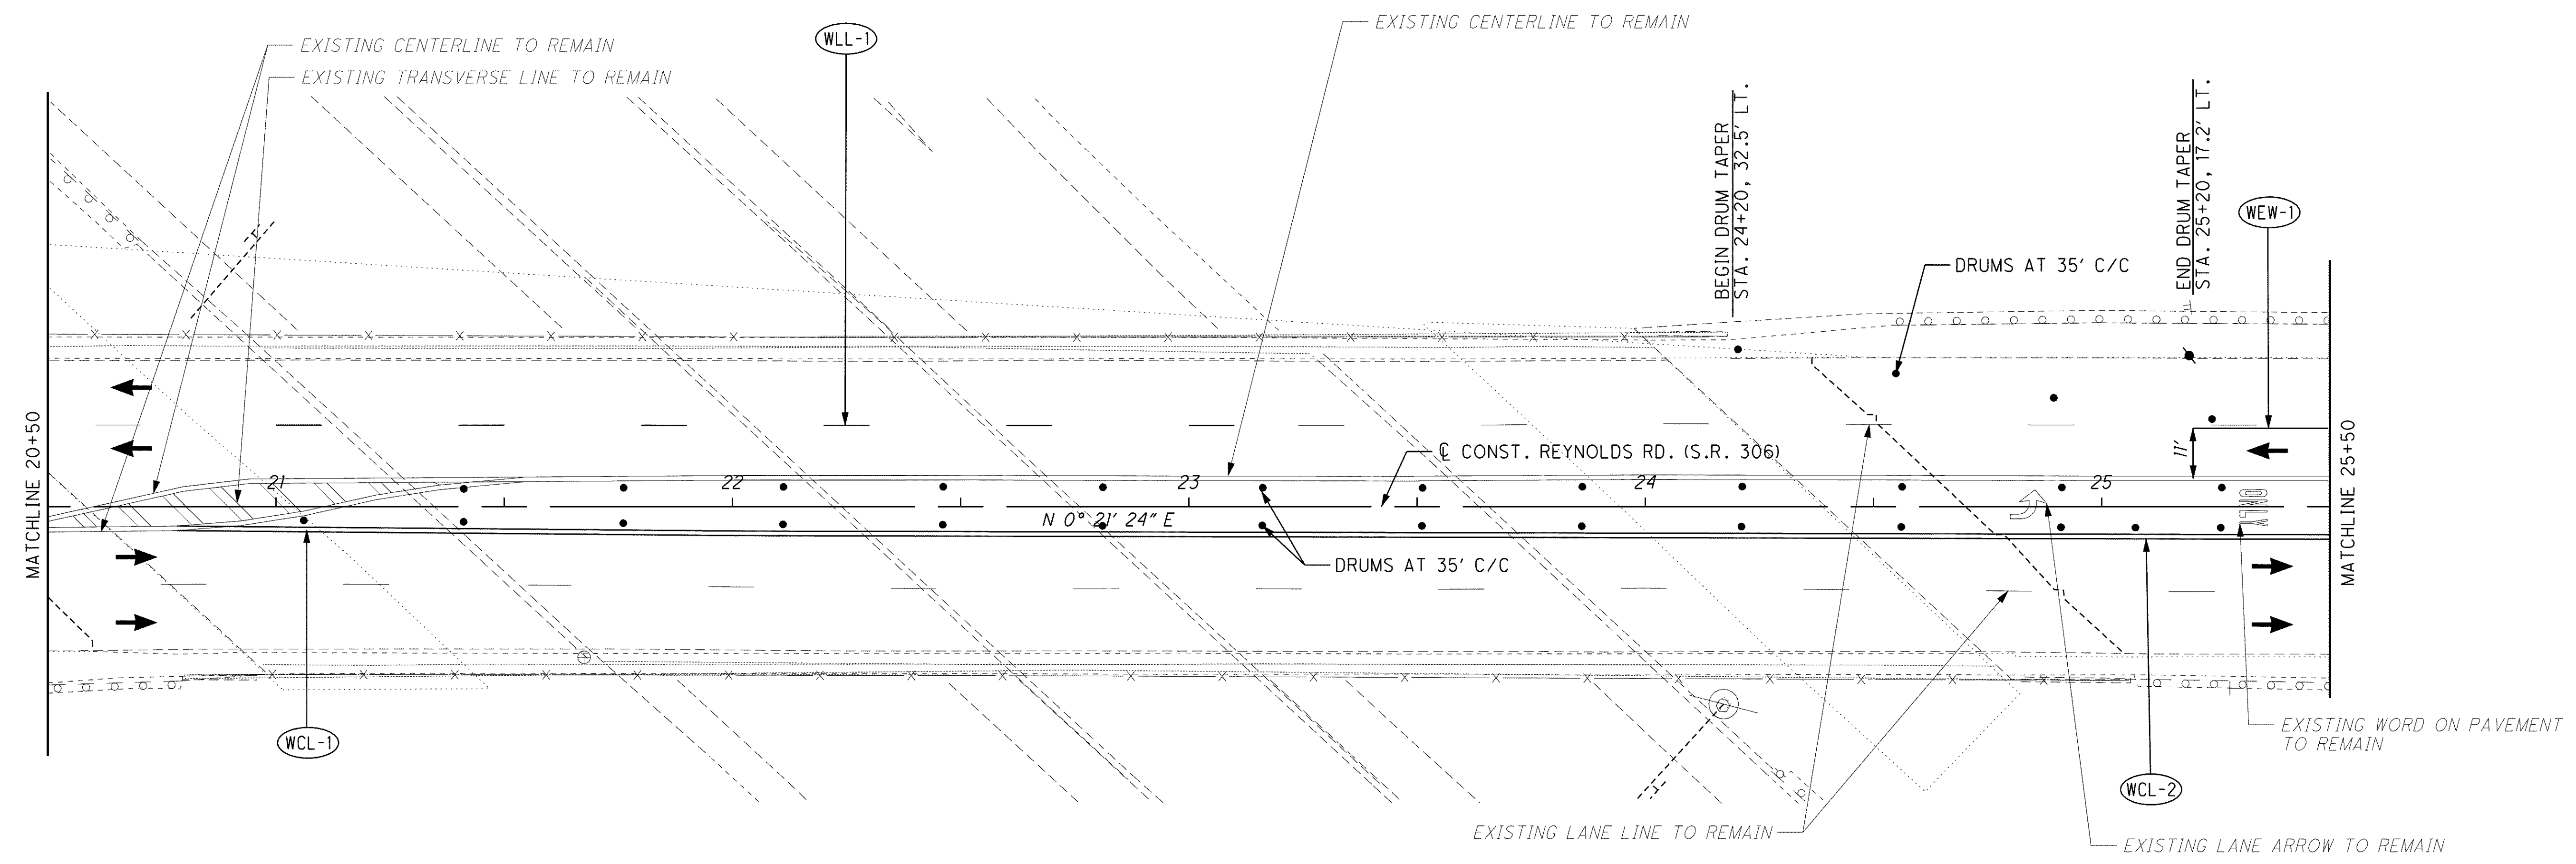 EXISTING CENTERLINE TO REMAIN
EXISTING TRANSVERSE LINE TO REMAIN
WLL-1
EXISTING CENTERLINE TO REMAIN
BEGIN DRUM TAPER
STA. 24+20, 32.5' LT.
END DRUM TAPER
STA. 25+20, 17.2' LT.
WEW-1
DRUMS AT 35' C/C
MATCHLINE 20+50
MATCHLINE 25+50
℄ CONST. REYNOLDS RD. (S.R. 306)
11'
21
22
23
24
25
ONLY
N 0° 21' 24" E
DRUMS AT 35' C/C
WCL-1
EXISTING WORD ON PAVEMENT
TO REMAIN
WCL-2
EXISTING LANE LINE TO REMAIN
EXISTING LANE ARROW TO REMAIN